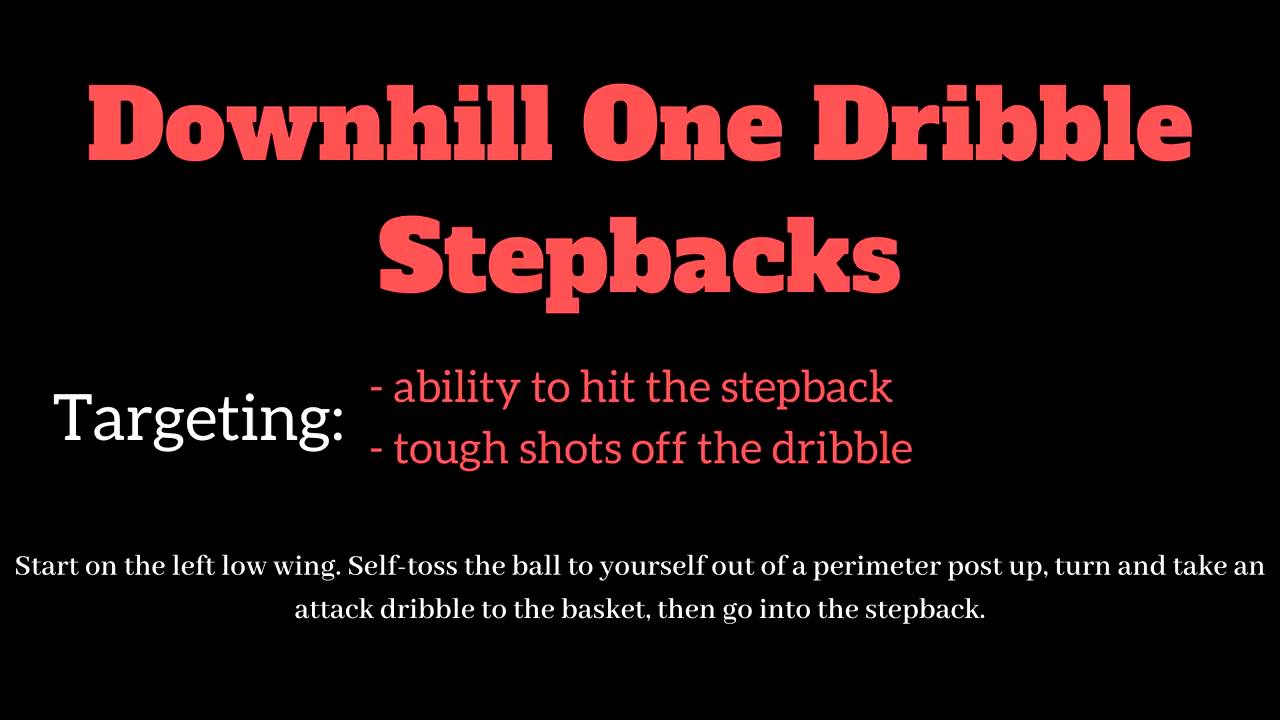 Downhill One Dribble
Stepbacks
Targeting:
- ability to hit the stepback
- tough shots off the dribble
Start on the left low wing. Self-toss the ball to yourself out of a perimeter post up, turn and take an
attack dribble to the basket, then go into the stepback.